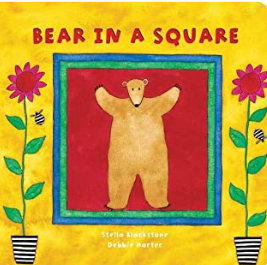 BEAR IN A SQUARE
Stella Blackstone
Debbie Harter